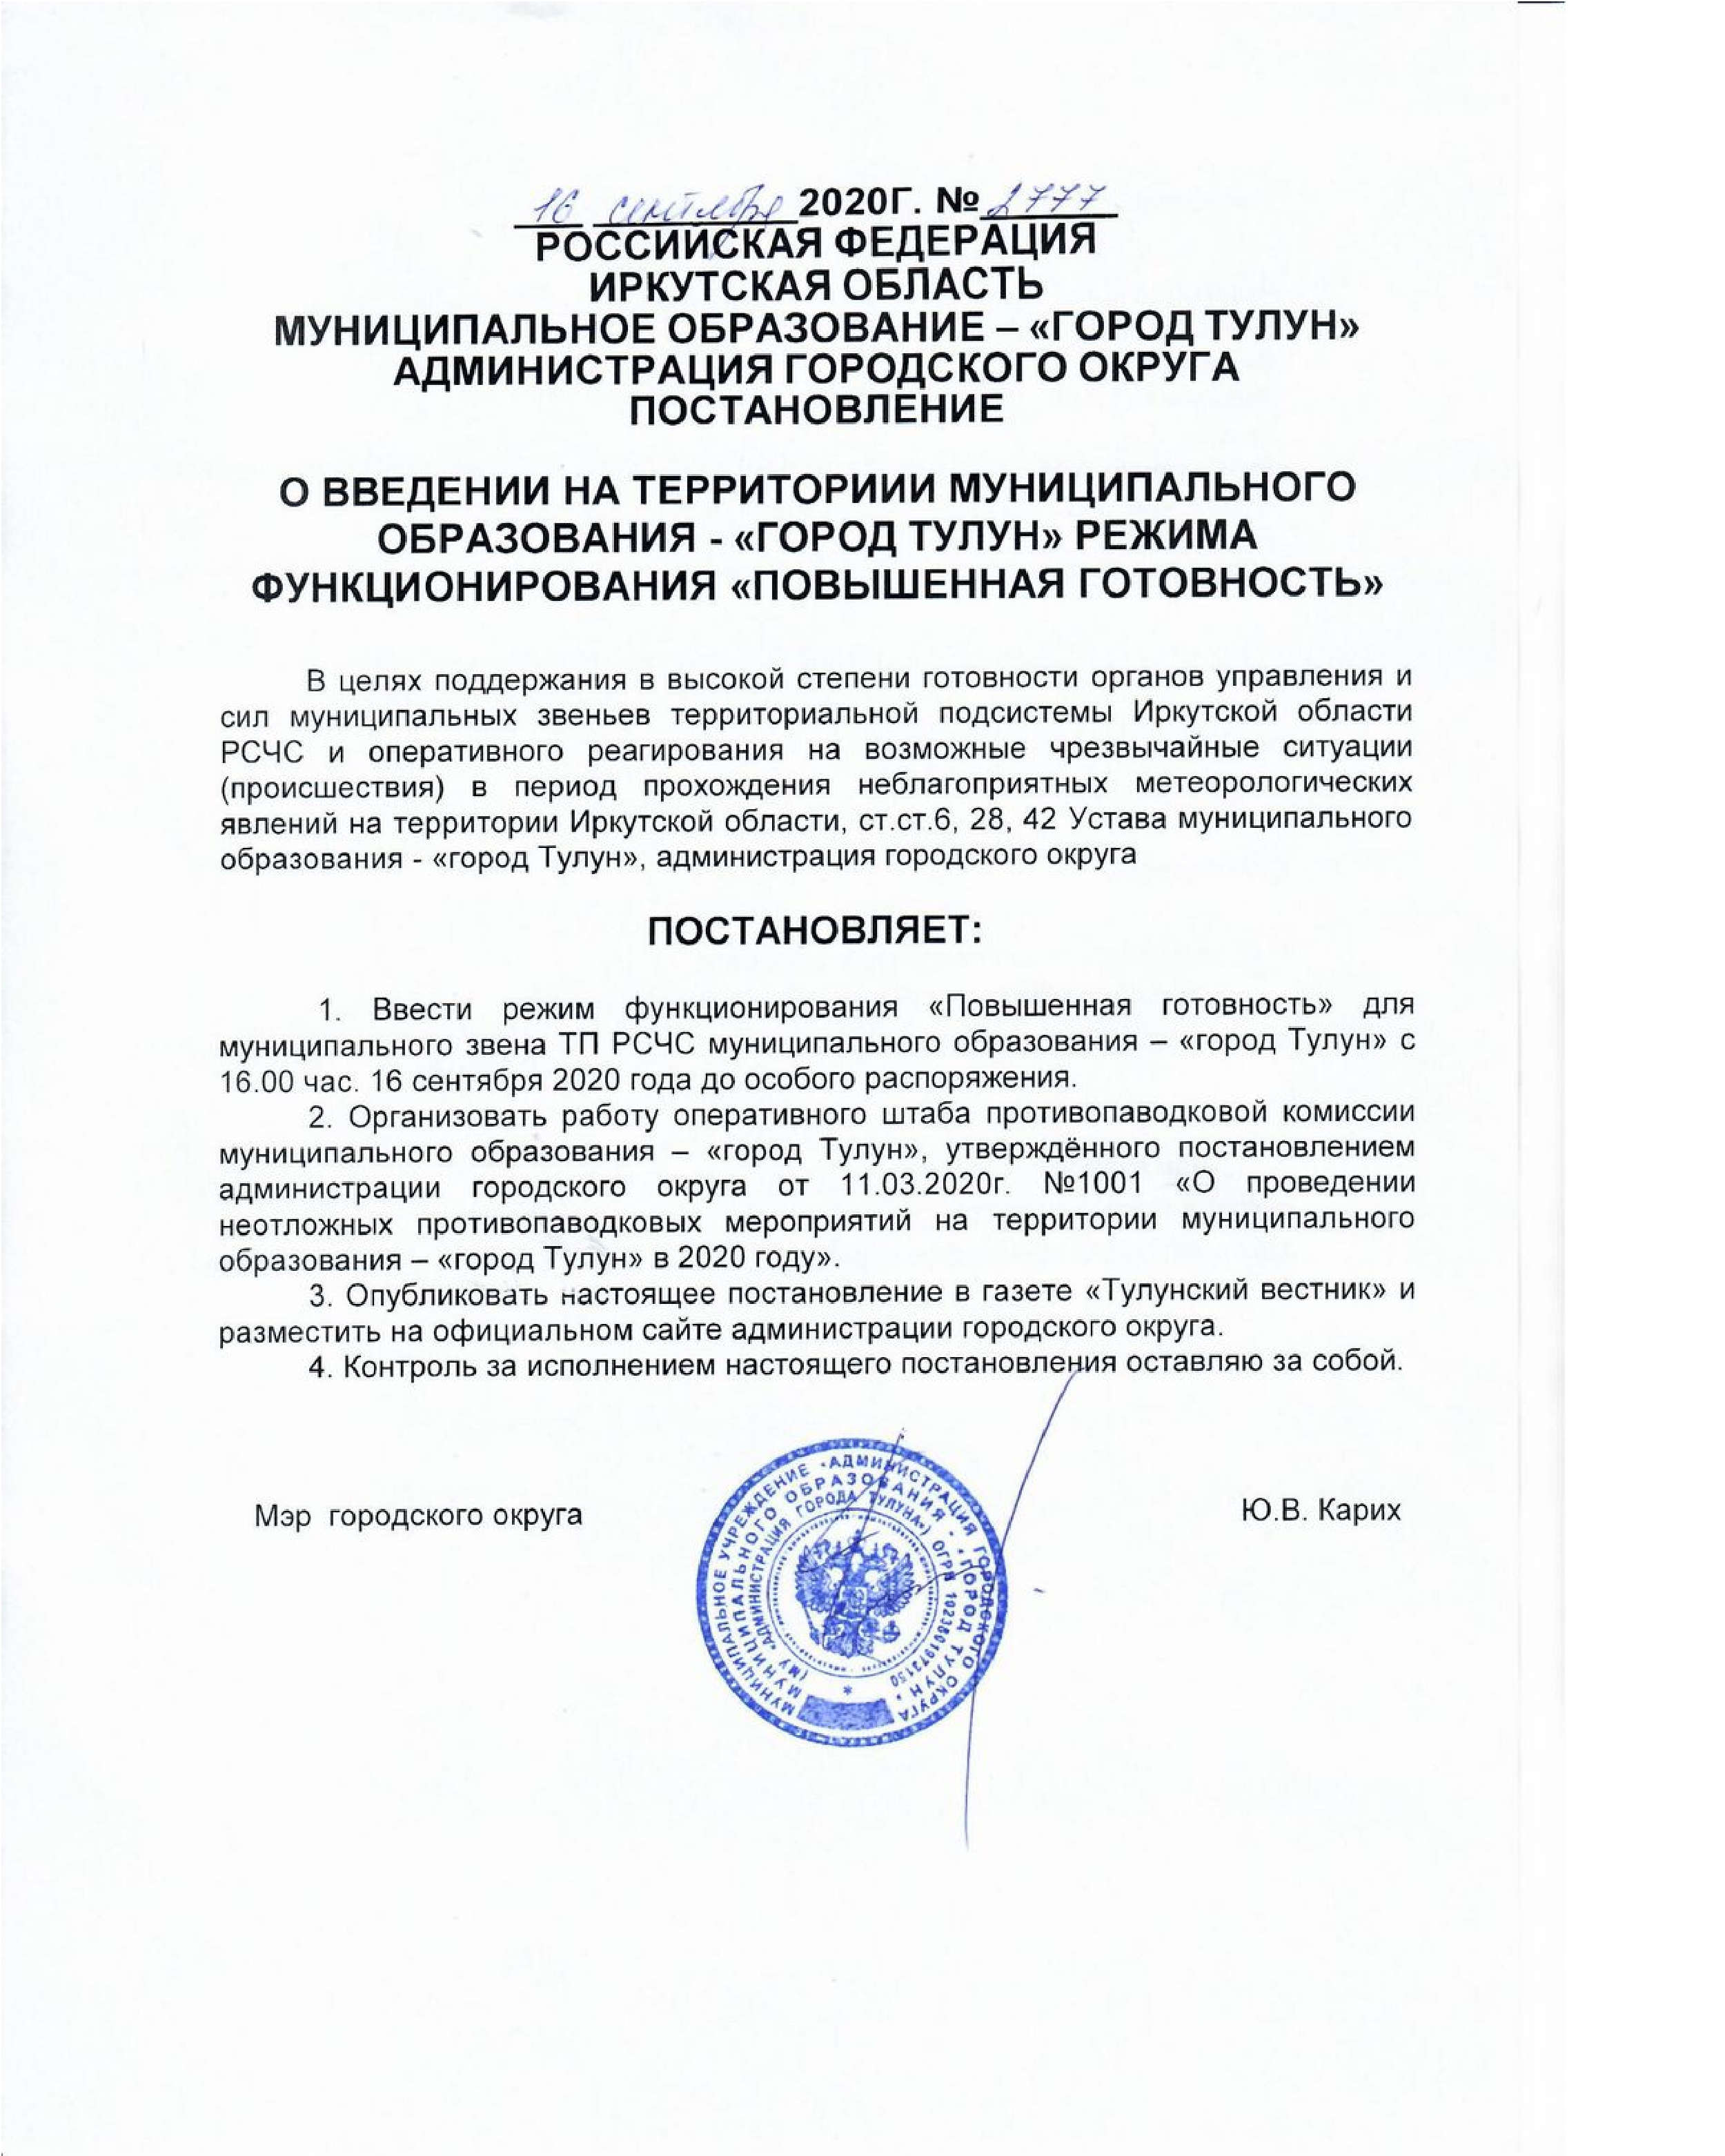 16 сентября 2020Г. № 2777
РОССИЙСКАЯ ФЕДЕРАЦИЯ
ИРКУТСКАЯ ОБЛАСТЬ
МУНИЦИПАЛЬНОЕ ОБРАЗОВАНИЕ – «ГОРОД ТУЛУН»
АДМИНИСТРАЦИЯ ГОРОДСКОГО ОКРУГА
ПОСТАНОВЛЕНИЕ
О ВВЕДЕНИИ НА ТЕРРИТОРИИИ МУНИЦИПАЛЬНОГО
ОБРАЗОВАНИЯ - «ГОРОД ТУЛУН» РЕЖИМА
ФУНКЦИОНИРОВАНИЯ «ПОВЫШЕННАЯ ГОТОВНОСТЬ»
В целях поддержания в высокой степени готовности органов управления и
сил муниципальных звеньев территориальной подсистемы Иркутской области
РСЧС и оперативного реагирования на возможные чрезвычайные ситуации
(происшествия) в период прохождения неблагоприятных метеорологических
явлений на территории Иркутской области, ст.ст.6, 28, 42 Устава муниципального
образования - «город Тулун», администрация городского округа
ПОСТАНОВЛЯЕТ:
1. Ввести режим функционирования «Повышенная готовность» для
муниципального звена ТП РСЧС муниципального образования – «город Тулун» с
16.00 час. 16 сентября 2020 года до особого распоряжения.
2. Организовать работу оперативного штаба противопаводковой комиссии
муниципального образования – «город Тулун», утверждённого постановлением
администрации городского округа от 11.03.2020г. №1001 «О проведении
неотложных противопаводковых мероприятий на территории муниципального
образования – «город Тулун» в 2020 году».
3. Опубликовать настоящее постановление в газете «Тулунский вестник» и
разместить на официальном сайте администрации городского округа.
4. Контроль за исполнением настоящего постановления оставляю за собой.
Мэр городского округа
Ю.В. Карих
МУНИЦИПАЛЬНОЕ УЧРЕЖДЕНИЕ «АДМИНИСТРАЦИЯ ГОРОДСКОГО ОКРУГА
МУНИЦИПАЛЬНОГО ОБРАЗОВАНИЯ - «ГОРОД ТУЛУН»
(МУ «АДМИНИСТРАЦИЯ ГОРОДА ТУЛУНА») ОГРН 1023801973150